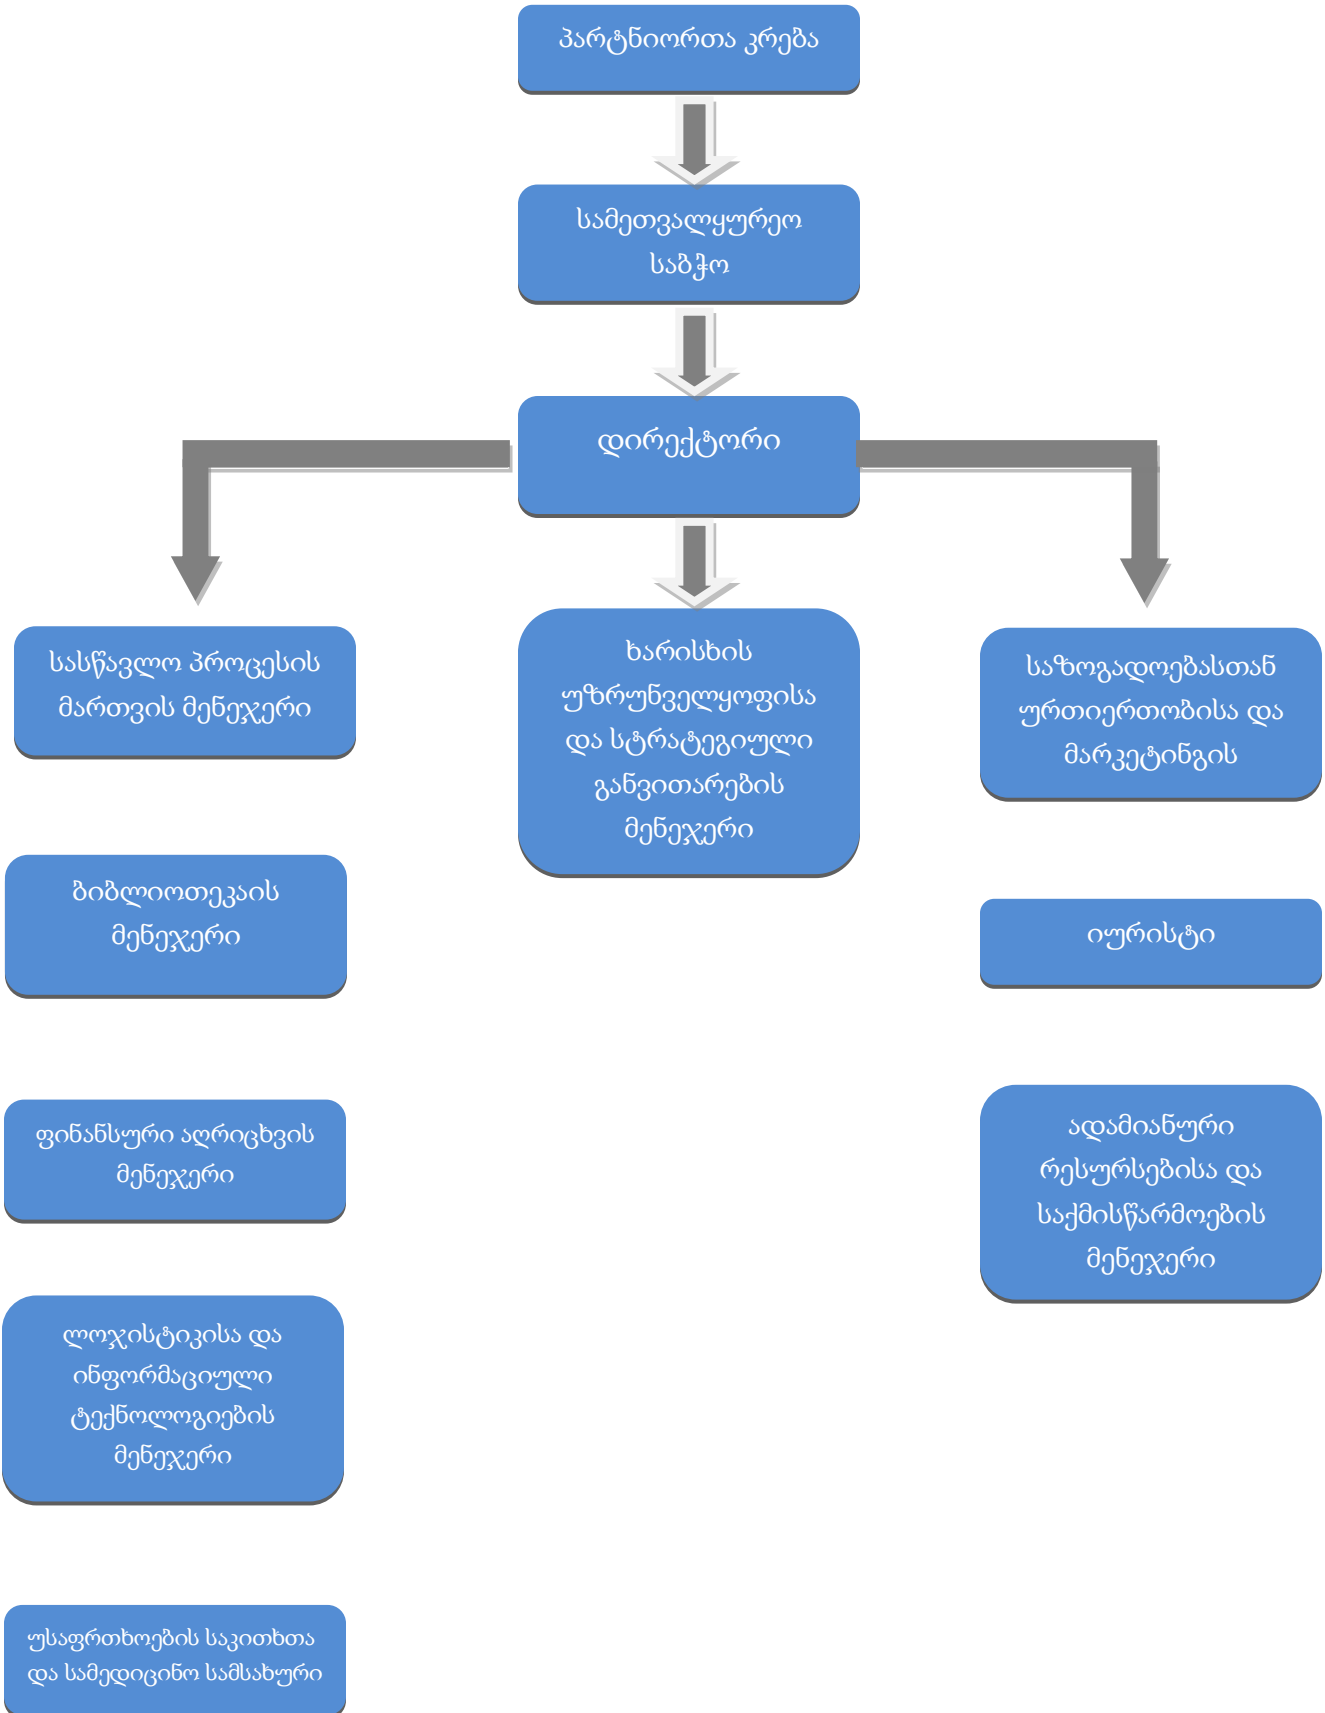 პარტნიორთა კრება
სამეთვალყურეო
საბჭო
დირექტორი
სასწავლო პროცესის
მართვის მენეჯერი
ხარისხის
უზრუნველყოფისა
და სტრატეგიული
განვითარების
მენეჯერი
საზოგადოებასთან
ურთიერთობისა და
მარკეტინგის
ბიბლიოთეკაის
მენეჯერი
იურისტი
ფინანსური აღრიცხვის
მენეჯერი
ადამიანური
რესურსებისა და
საქმისწარმოების
მენეჯერი
ლოჯისტიკისა და
ინფორმაციული
ტექნოლოგიების
მენეჯერი
უსაფრთხოების საკითხთა
და სამედიცინო სამსახური